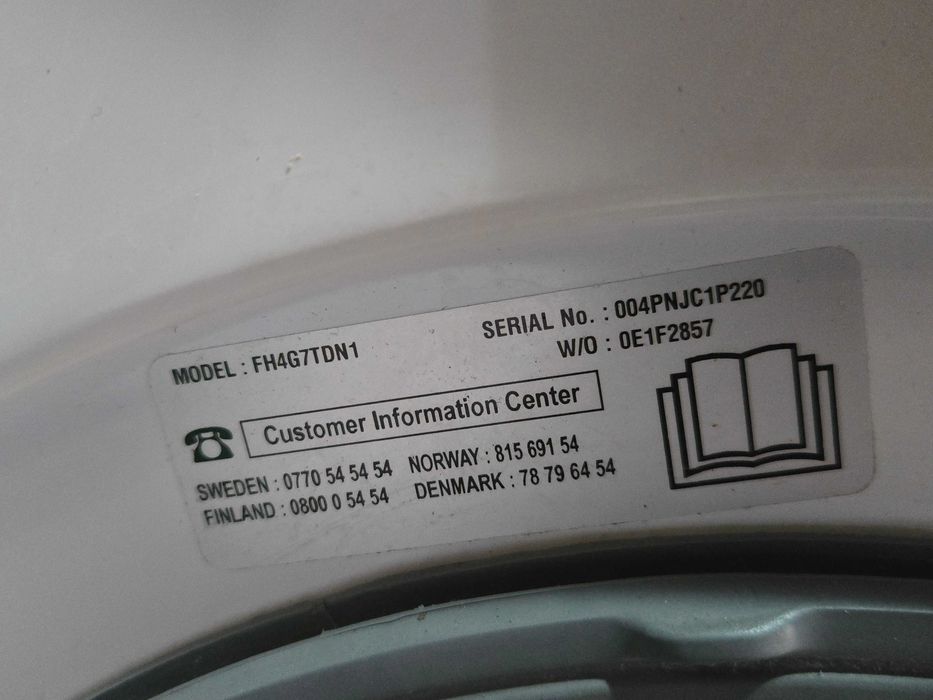 MODEL : FH4G7TDN1
SERIAL No. : 004PNJC1P220
W/O : 0E1F2857
Customer Information Center
SWEDEN : 0770 54 54 54 NORWAY : 815 691 54
FINLAND : 0800 0 54 54 DENMARK : 78 79 64 54